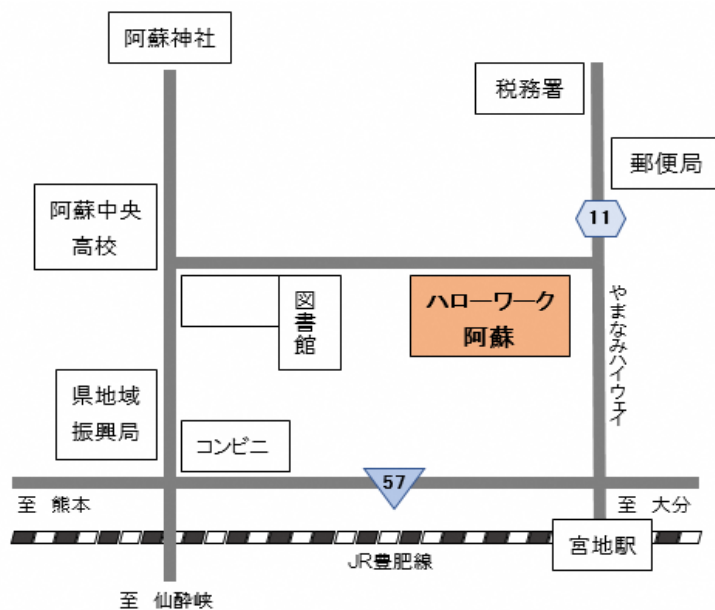 阿蘇神社
税務署
郵便局
阿蘇中央
高校
11
図書館
ハローワーク
阿蘇
やまなみハイウェイ
県地域
振興局
コンビニ
57
至 熊本
至 大分
JR豊肥線
宮地駅
至 仙酔峡